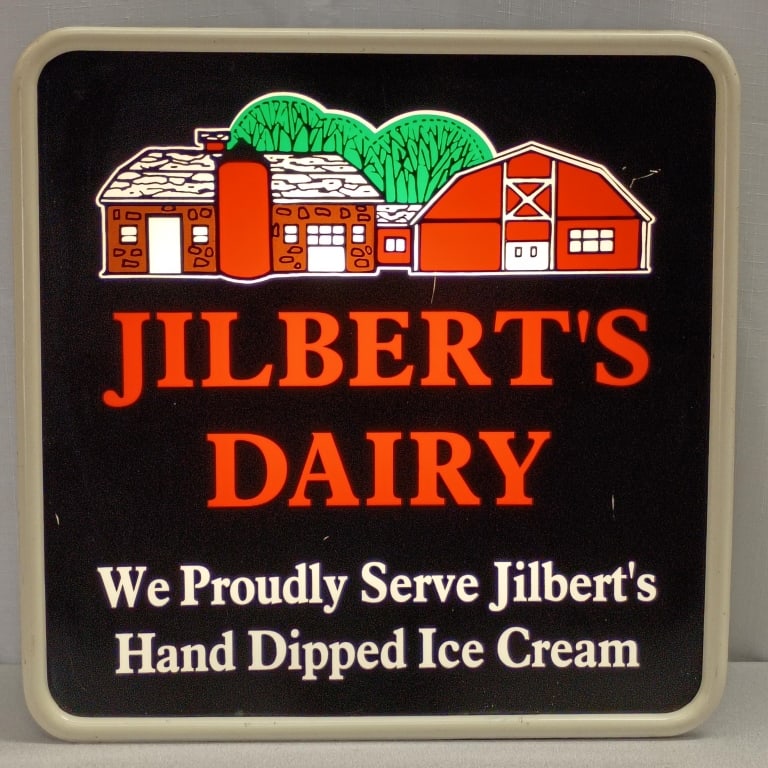 JILBERT'S
DAIRY
We Proudly Serve Jilbert's
Hand Dipped Ice Cream